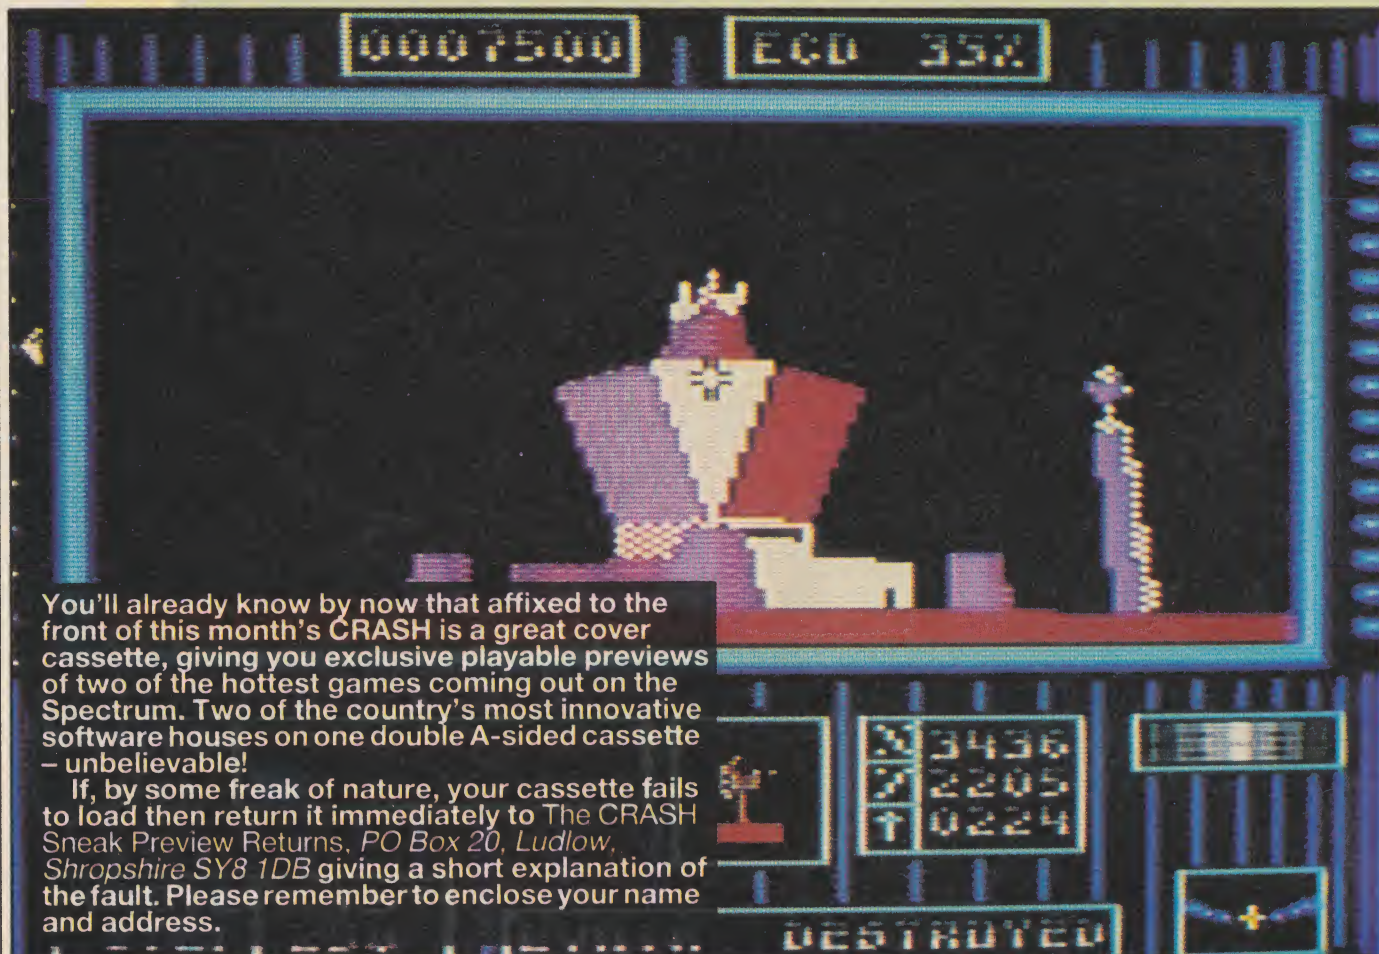 0007500
ECD 35%
You'll already know by now that affixed to the
front of this month's CRASH is a great cover
cassette, giving you exclusive playable previews
of two of the hottest games coming out on the
Spectrum. Two of the country's most innovative
software houses on one double A-sided cassette
– unbelievable!
If, by some freak of nature, your cassette fails
to load then return it immediately to The CRASH
Sneak Preview Returns, PO Box 20, Ludlow,
Shropshire SY8 1DB giving a short explanation of
the fault. Please remember to enclose your name
and address.
3436
2205
↑ 0224
DESTROYED